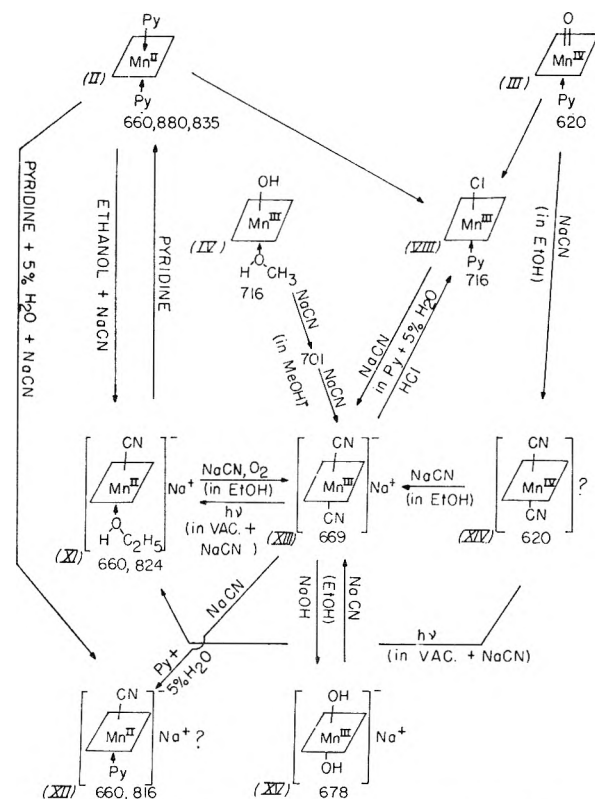 Py
Mn^II
(II)
Py
660,880,835
O
Mn^IV
(III)
Py
620
OH
Mn^III
(IV)
H O CH3
716
Cl
Mn^III
(VIII)
Py
716
PYRIDINE + 5% H2O + NaCN
ETHANOL + NaCN
PYRIDINE
NaCN
(in MeOH)
701
NaCN
NaCN
in Py + 5% H2O
HCl
NaCN
(in EtOH)
CN
Mn^II
H O C2H5
(XI)
660, 824
- Na+
NaCN, O2
(in EtOH)
hν
(in VAC. +
NaCN)
CN
Mn^III
CN
(XIII)
669
- Na+
NaCN
(in EtOH)
CN
Mn^IV
CN
(XIV)
620
?
NaCN
Py +
5% H2O
NaOH
(EtOH)
NaCN
hν
(in VAC. + NaCN)
CN
Mn^II
Py
(XII)
660, 816
- Na+ ?
OH
Mn^III
OH
(XV)
678
- Na+